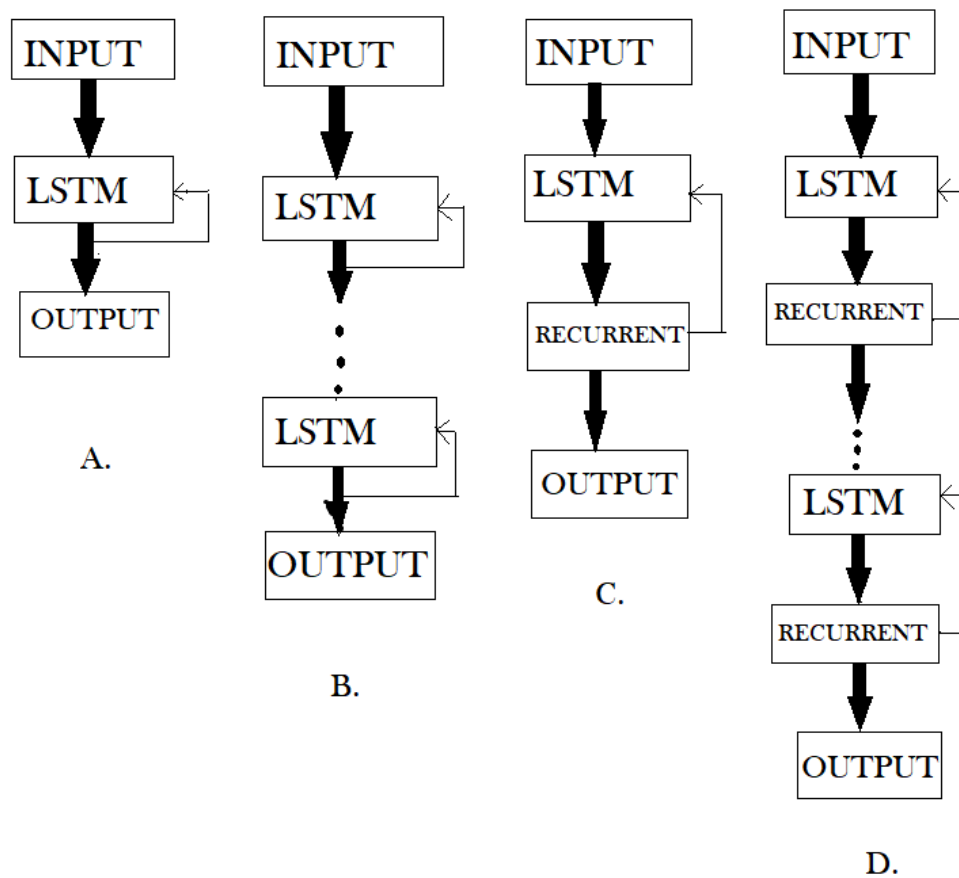 INPUT
LSTM
OUTPUT
A.
INPUT
LSTM
LSTM
OUTPUT
B.
INPUT
LSTM
RECURRENT
OUTPUT
C.
INPUT
LSTM
RECURRENT
LSTM
RECURRENT
OUTPUT
D.